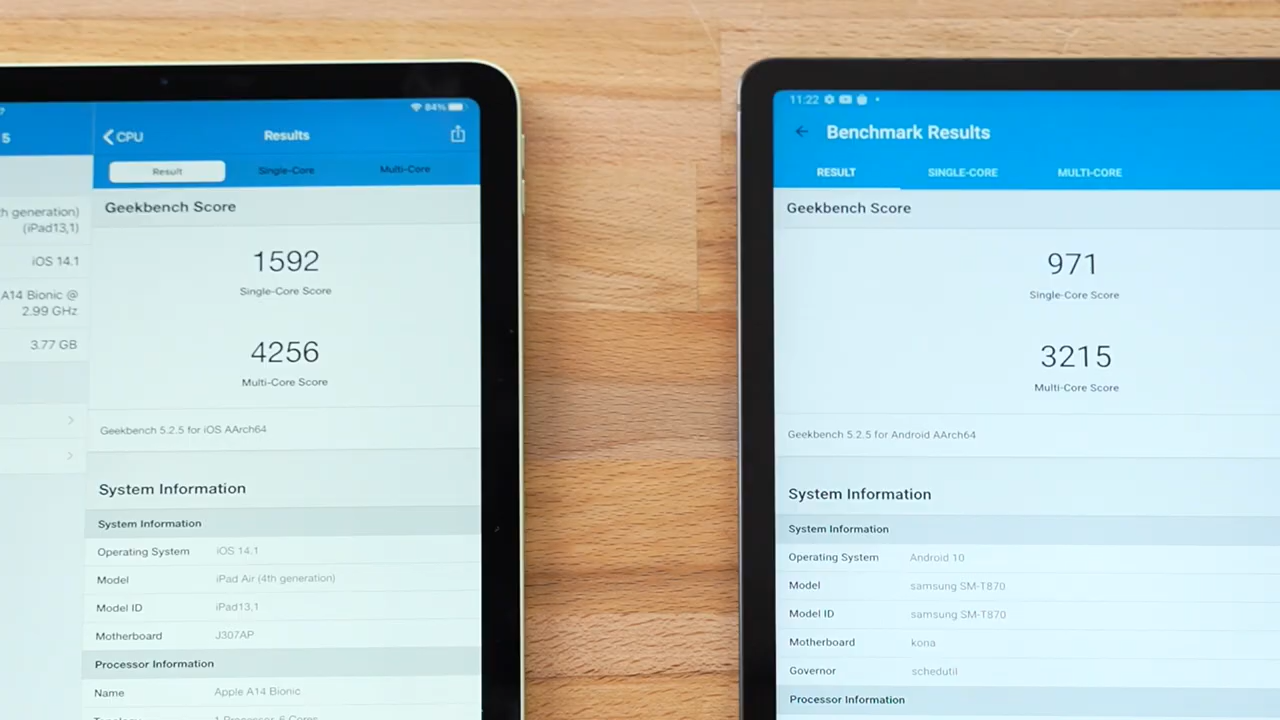 84%
5
CPU
Results
Result
Single-Core
Multi-Core
Geekbench Score
th generation)
(iPad13,1)
iOS 14.1
A14 Bionic @
2.99 GHz
3.77 GB
1592
Single-Core Score
4256
Multi-Core Score
Geekbench 5.2.5 for iOS AArch64
System Information
System Information
Operating System iOS 14.1
Model iPad Air (4th generation)
Model ID iPad13,1
Motherboard J307AP
Processor Information
Name Apple A14 Bionic
Topology 1 Processor, 6 Cores
11:22
Benchmark Results
RESULT SINGLE-CORE MULTI-CORE
Geekbench Score
971
Single-Core Score
3215
Multi-Core Score
Geekbench 5.2.5 for Android AArch64
System Information
System Information
Operating System Android 10
Model samsung SM-T870
Model ID samsung SM-T870
Motherboard kona
Governor schedutil
Processor Information